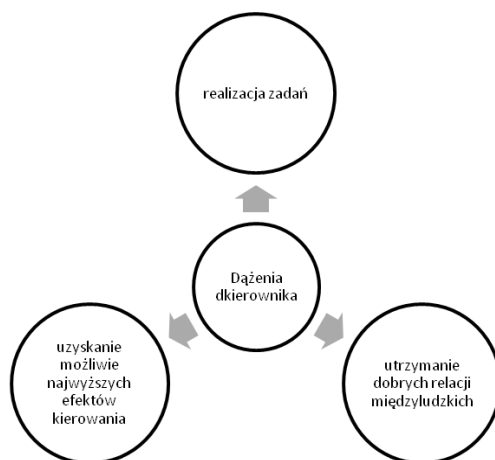 realizacja zadań
Dążenia
dkierownika
uzyskanie
możliwie
najwyższych
efektów
kierowania
utrzymanie
dobrych relacji
międzyludzkich